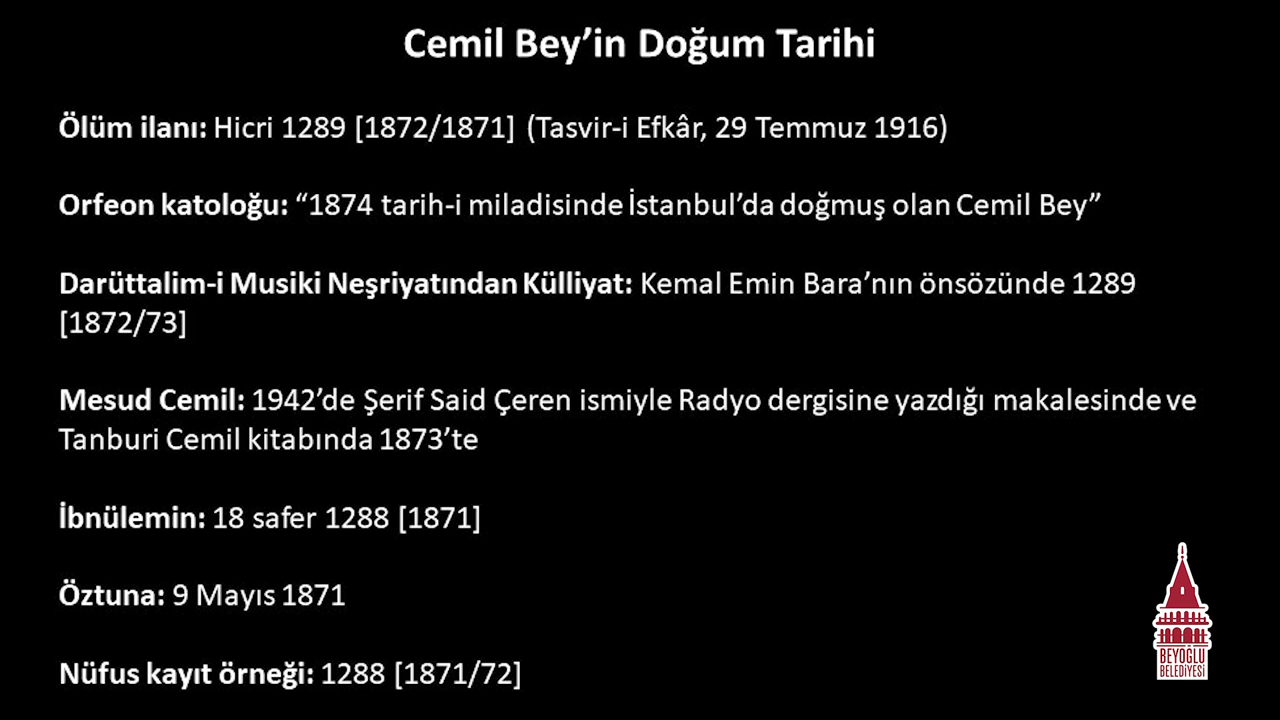 Cemil Bey’in Doğum Tarihi
Ölüm ilanı: Hicri 1289 [1872/1871] (Tasvir-i Efkâr, 29 Temmuz 1916)
Orfeon katoloğu: “1874 tarih-i miladisinde İstanbul’da doğmuş olan Cemil Bey”
Darüttalim-i Musiki Neşriyatından Külliyat: Kemal Emin Bara’nın önsözünde 1289
[1872/73]
Mesud Cemil: 1942’de Şerif Said Çeren ismiyle Radyo dergisine yazdığı makalesinde ve
Tanburi Cemil kitabında 1873’te
İbnülemin: 18 safer 1288 [1871]
Öztuna: 9 Mayıs 1871
Nüfus kayıt örneği: 1288 [1871/72]
BEYOĞLU
BELEDİYESİ